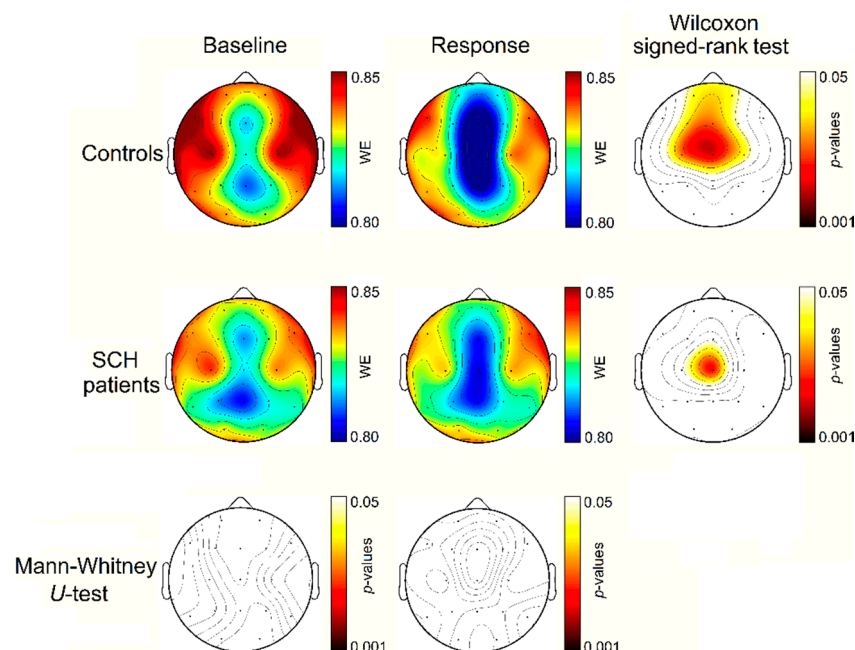 Wilcoxon
signed-rank test
Baseline
Response
Controls
0.85
WE
0.80
0.85
WE
0.80
0.05
p-values
0.001
SCH
patients
0.85
WE
0.80
0.85
WE
0.80
0.05
p-values
0.001
Mann-Whitney
U-test
0.05
p-values
0.001
0.05
p-values
0.001